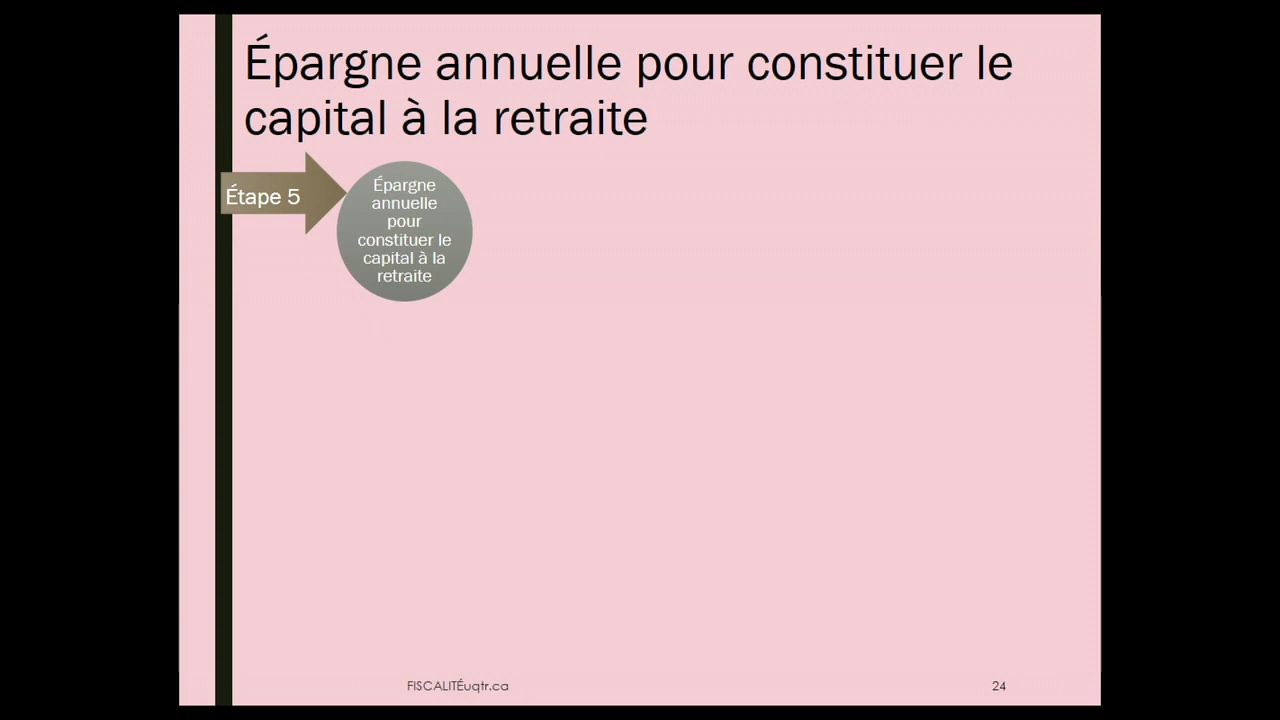 Épargne annuelle pour constituer le
capital à la retraite
Étape 5
Épargne
annuelle
pour
constituer le
capital à la
retraite
FISCALITÉuqtr.ca
24